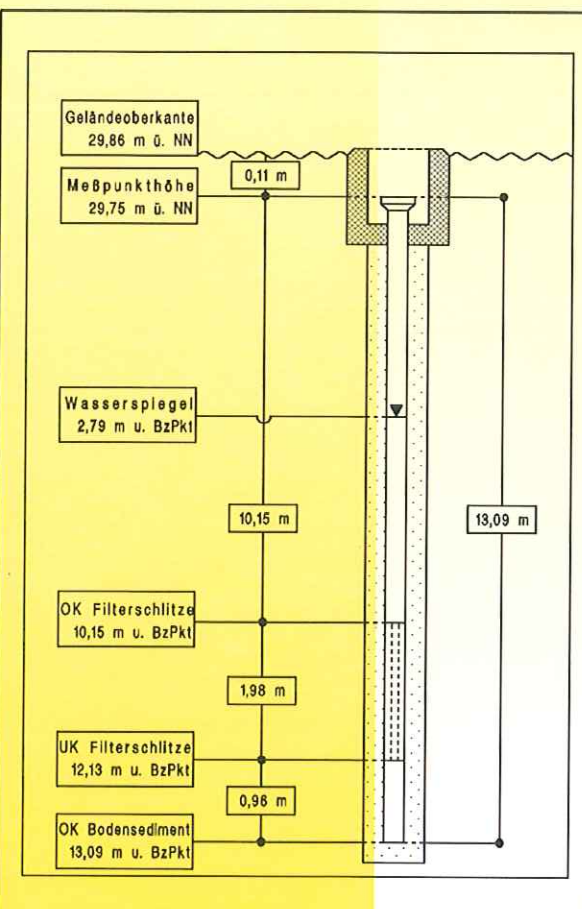 Geländeoberkante
29,86 m ü. NN
0,11 m
Meßpunkthöhe
29,75 m ü. NN
Wasserspiegel
2,79 m u. BzPkt
10,15 m
13,09 m
OK Filterschlitze
10,15 m u. BzPkt
1,98 m
UK Filterschlitze
12,13 m u. BzPkt
0,96 m
OK Bodensediment
13,09 m u. BzPkt